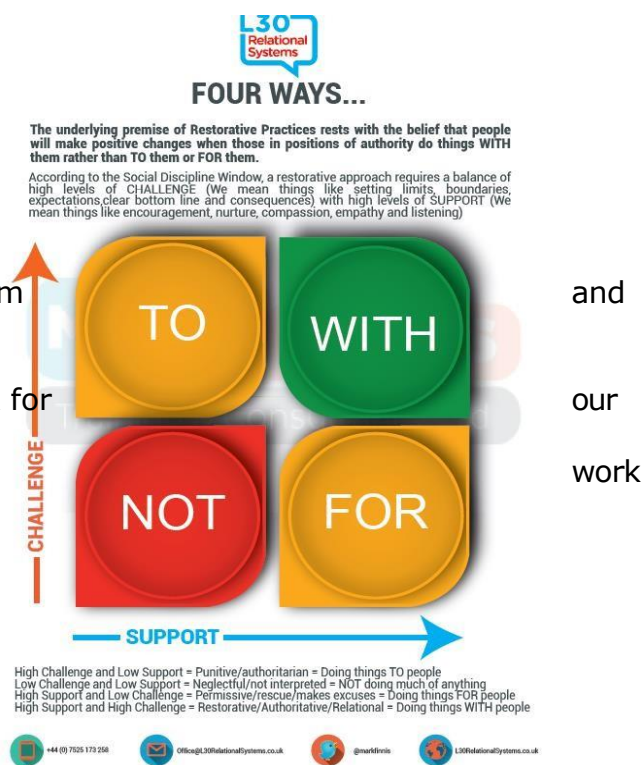 L30
Relational
Systems
FOUR WAYS...
The underlying premise of Restorative Practices rests with the belief that people
will make positive changes when those in positions of authority do things WITH
them rather than TO them or FOR them.
According to the Social Discipline Window, a restorative approach requires a balance of
high levels of CHALLENGE (We mean things like setting limits, boundaries,
expectations,clear bottom line and consequences) with high levels of SUPPORT (We
mean things like encouragement, nurture, compassion, empathy and listening)
and
TO
WITH
for
our
work
CHALLENGE
NOT
FOR
SUPPORT
High Challenge and Low Support = Punitive/authoritarian = Doing things TO people
Low Challenge and Low Support = Neglectful/not interpreted = NOT doing much of anything
High Support and Low Challenge = Permissive/rescue/makes excuses = Doing things FOR people
High Support and High Challenge = Restorative/Authoritative/Relational = Doing things WITH people
+44 (0) 7525 173 258
Office@L30RelationalSystems.co.uk
@markfinnis
L30RelationalSystems.co.uk